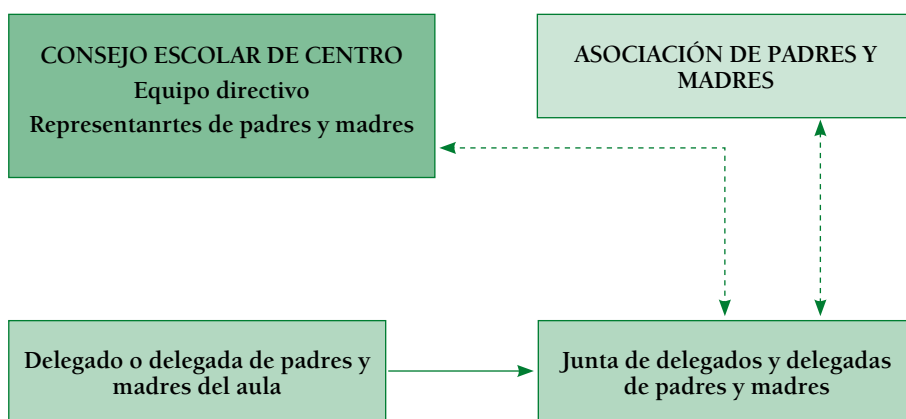 CONSEJO ESCOLAR DE CENTRO
Equipo directivo
Representanrtes de padres y madres
ASOCIACIÓN DE PADRES Y
MADRES
Delegado o delegada de padres y
madres del aula
Junta de delegados y delegadas
de padres y madres